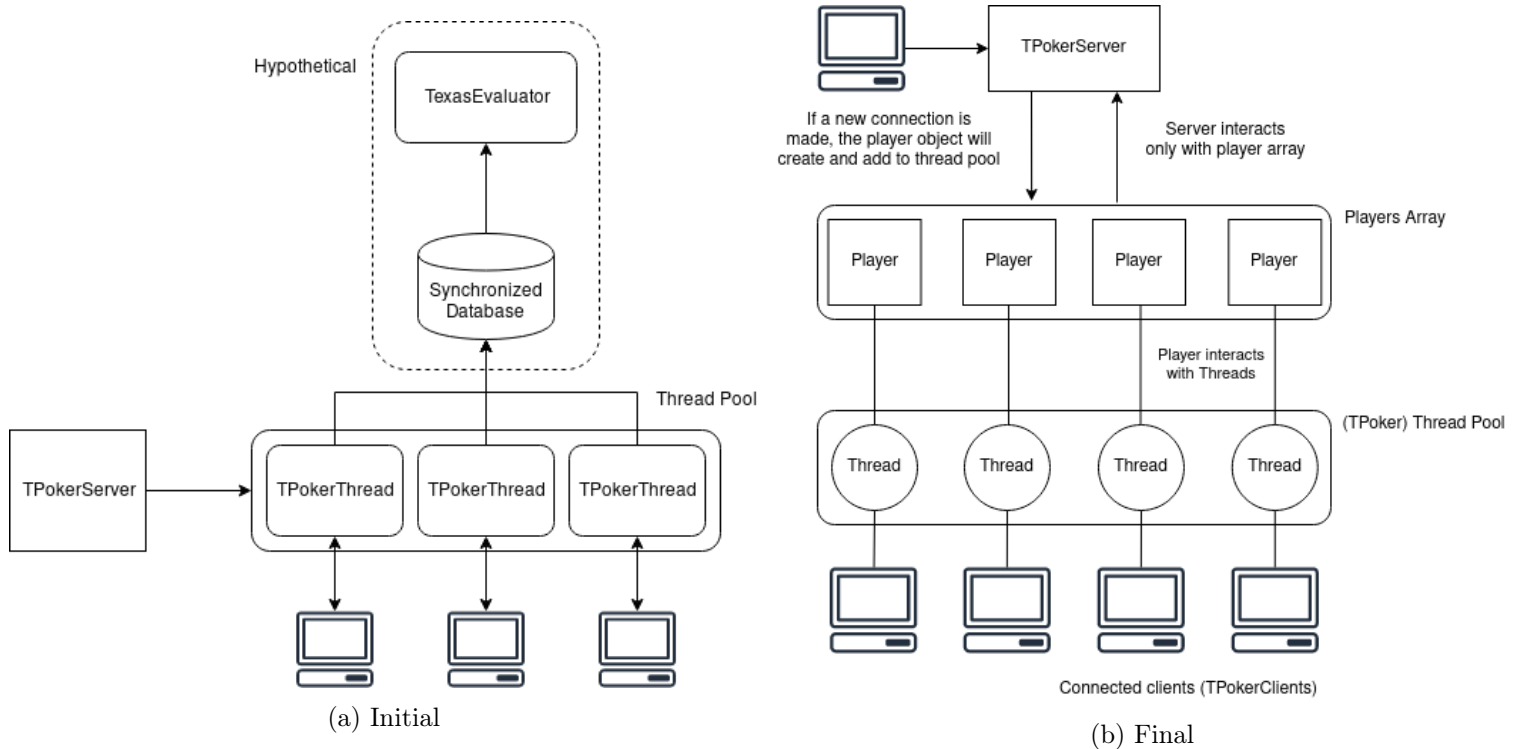 Hypothetical
TexasEvaluator
Synchronized
Database
Thread Pool
TPokerServer
TPokerThread
TPokerThread
TPokerThread
(a) Initial
TPokerServer
If a new connection is
made, the player object will
create and add to thread pool
Server interacts
only with player array
Players Array
Player
Player
Player
Player
Player interacts
with Threads
(TPoker) Thread Pool
Thread
Thread
Thread
Thread
Connected clients (TPokerClients)
(b) Final